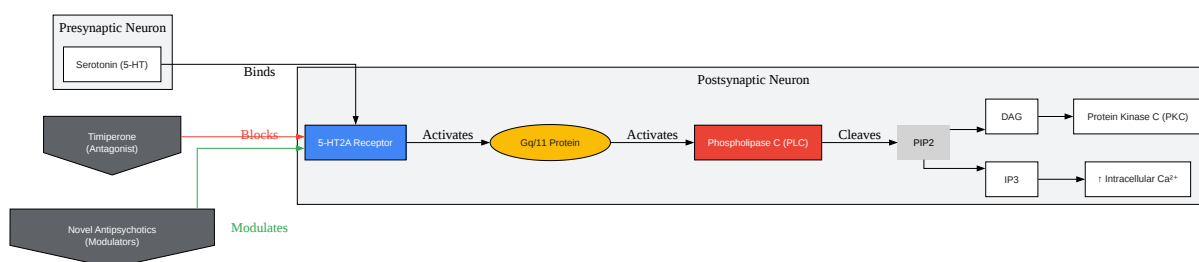 Presynaptic Neuron
Serotonin (5-HT)
Binds
Postsynaptic Neuron
Timiperone
(Antagonist)
Blocks
5-HT2A Receptor
Activates
Gq/11 Protein
Activates
Phospholipase C (PLC)
Cleaves
PIP2
DAG
Protein Kinase C (PKC)
IP3
↑ Intracellular Ca²⁺
Novel Antipsychotics
(Modulators)
Modulates